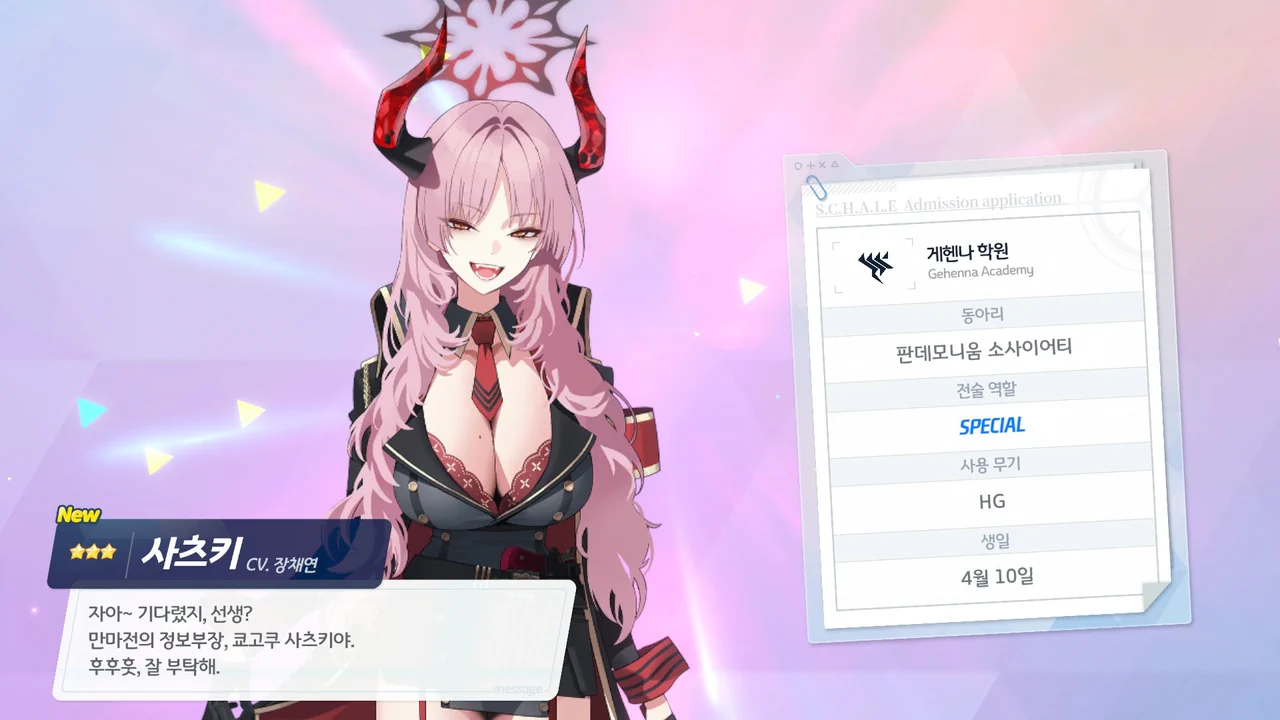 New
사츠키 CV. 장채연
자아~ 기다렸지, 선생?
만마전의 정보부장, 쿄고쿠 사츠키야.
후후훗, 잘 부탁해.
message
S.C.H.A.L.E Admission application
게헨나 학원
Gehenna Academy
동아리
판데모니움 소사이어티
전술 역할
SPECIAL
사용 무기
HG
생일
4월 10일